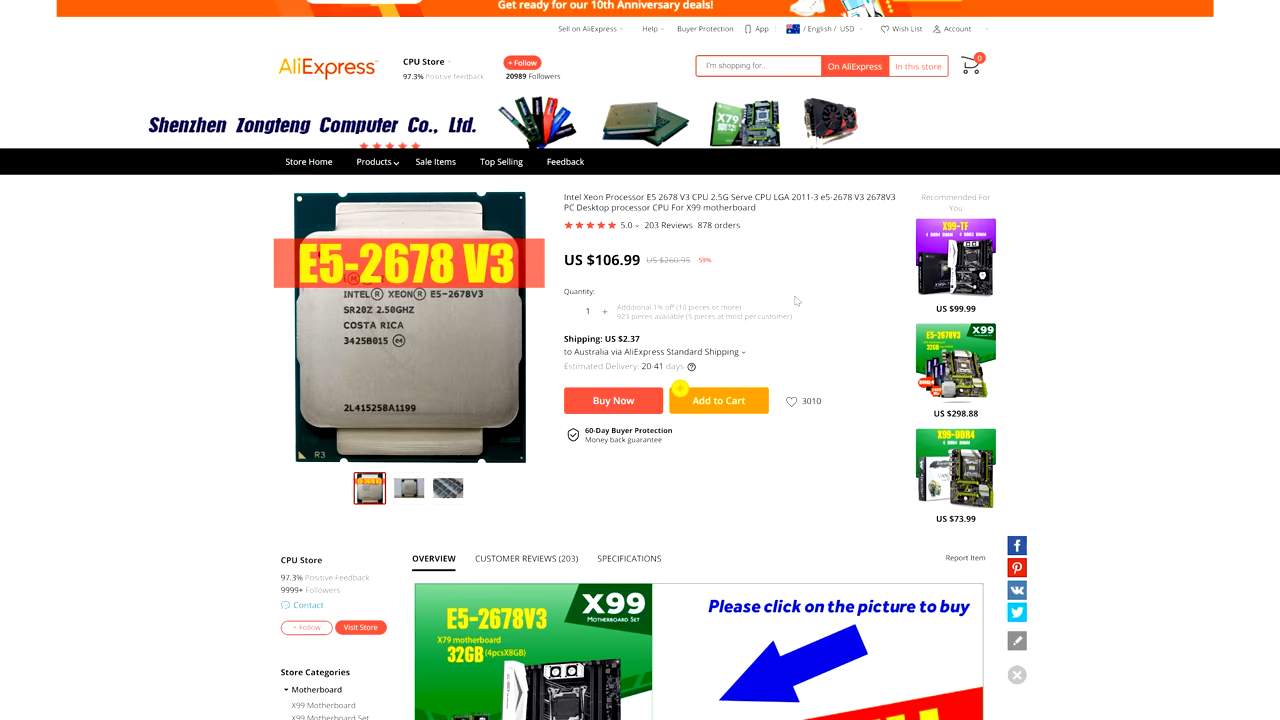 Get ready for our 10th Anniversary deals!
Sell on AliExpress
Help
Buyer Protection
App
/ English / USD
Wish List
Account
AliExpress
CPU Store
97.3% Positive feedback
+ Follow
20989 Followers
I'm shopping for...
On AliExpress
In this store
0
Shenzhen Zongteng Computer Co., Ltd.
X79
Store Home
Products
Sale Items
Top Selling
Feedback
E5-2678 V3
INTEL® XEON® E5-2678V3
SR20Z 2.50GHZ
COSTA RICA
3425B015 e4
2L415258A1199
R3
Intel Xeon Processor E5 2678 V3 CPU 2.5G Serve CPU LGA 2011-3 e5-2678 V3 2678V3
PC Desktop processor CPU For X99 motherboard
5.0
203 Reviews
878 orders
US $106.99
US $260.95
-59%
Quantity:
- 1 +
Additional 1% off (10 pieces or more)
923 pieces available (5 pieces at most per customer)
Shipping: US $2.37
to Australia via AliExpress Standard Shipping
Estimated Delivery: 20-41 days
Buy Now
Add to Cart
3010
60-Day Buyer Protection
Money back guarantee
Recommended For
You
X99-TF
US $99.99
X99
E5-2678V3
32GB
US $298.88
X99-DDR4
US $73.99
CPU Store
97.3% Positive Feedback
9999+ Followers
Contact
+ Follow
Visit Store
Store Categories
Motherboard
X99 Motherboard
X99 Motherboard Set
OVERVIEW
CUSTOMER REVIEWS (203)
SPECIFICATIONS
Report Item
E5-2678V3
X99
MOTHERBOARD SET
X79 motherboard
32GB (4pcsX8GB)
Please click on the picture to buy